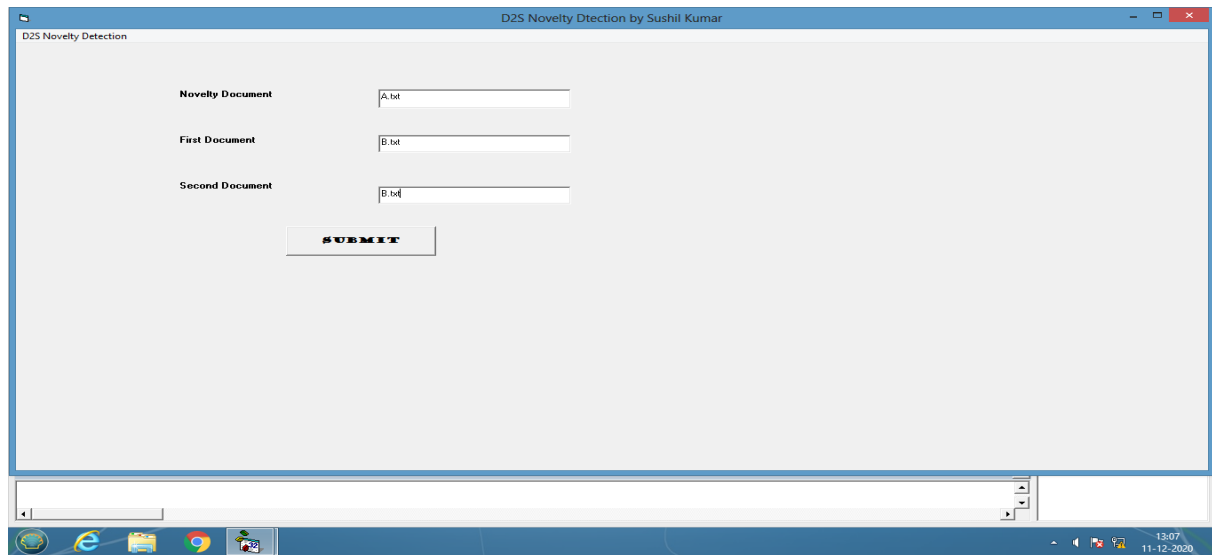 D2S Novelty Dtection by Sushil Kumar
D2S Novelty Detection
Novelty Document A.txt
First Document B.txt
Second Document B.txt
SUBMIT
13:07
11-12-2020